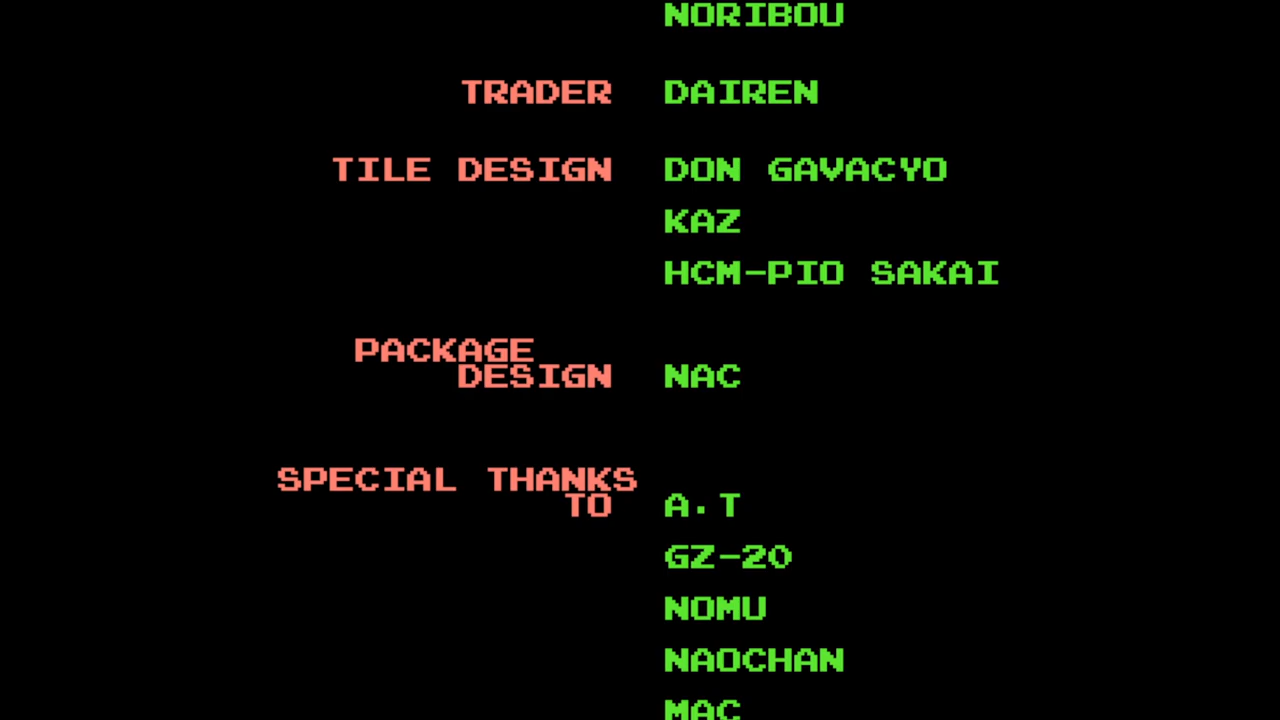 NORIBOU
TRADER DAIREN
TILE DESIGN DON GAVACYO
KAZ
HCM-PIO SAKAI
PACKAGE
DESIGN NAC
SPECIAL THANKS
TO A.T
GZ-20
NOMU
NAOCHAN
MAC